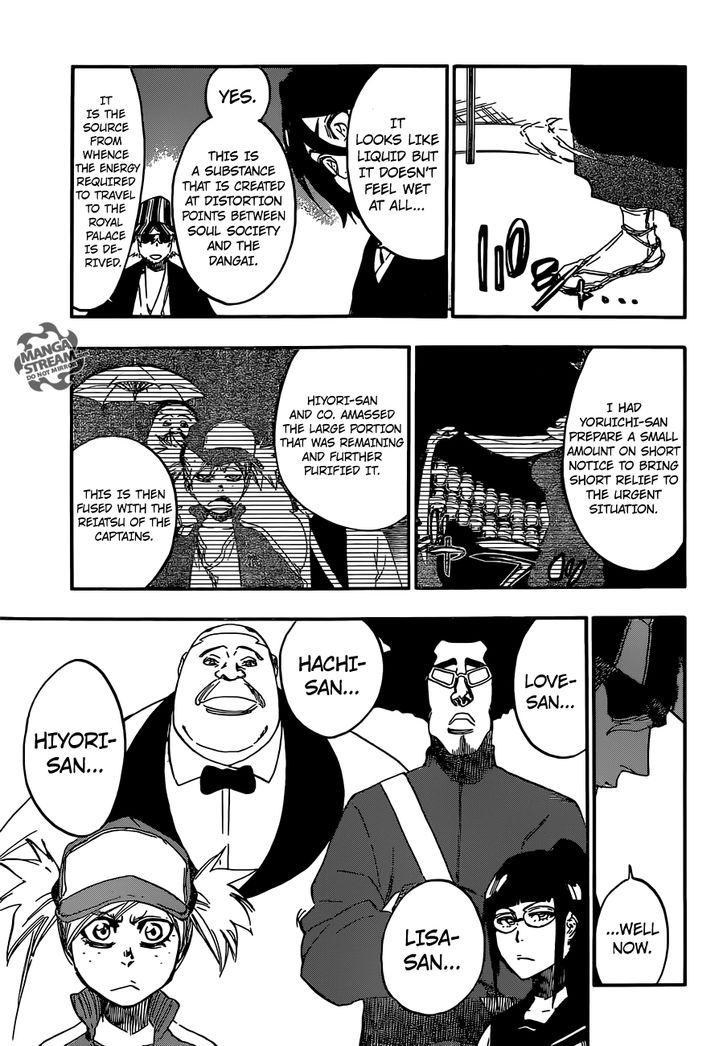 IT
LOOKS LIKE
LIQUID BUT
IT DOESN'T
FEEL WET
AT ALL...
YES.
THIS IS
A SUBSTANCE
THAT IS CREATED
AT DISTORTION
POINTS BETWEEN
SOUL SOCIETY
AND THE
DANGAI.
IT
IS THE
SOURCE
FROM
WHENCE
THE ENERGY
REQUIRED
TO TRAVEL
TO THE
ROYAL
PALACE
IS DE-
RIVED.
MANGA
STREAM
DO NOT MIRROR
I HAD
YORUICHI-SAN
PREPARE A SMALL
AMOUNT ON SHORT
NOTICE TO BRING
SHORT RELIEF TO
THE URGENT
SITUATION.
HIYORI-SAN
AND CO. AMASSED
THE LARGE PORTION
THAT WAS REMAINING
AND FURTHER
PURIFIED IT.
THIS IS THEN
FUSED WITH THE
REIATSU OF THE
CAPTAINS.
...WELL
NOW.
LOVE-
SAN...
LISA-
SAN...
HACHI-
SAN...
HIYORI-
SAN...